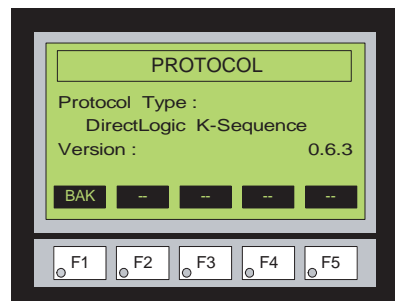 PROTOCOL
Protocol Type :
DirectLogic K-Sequence
Version : 0.6.3
BAK -- -- -- --
F1 F2 F3 F4 F5